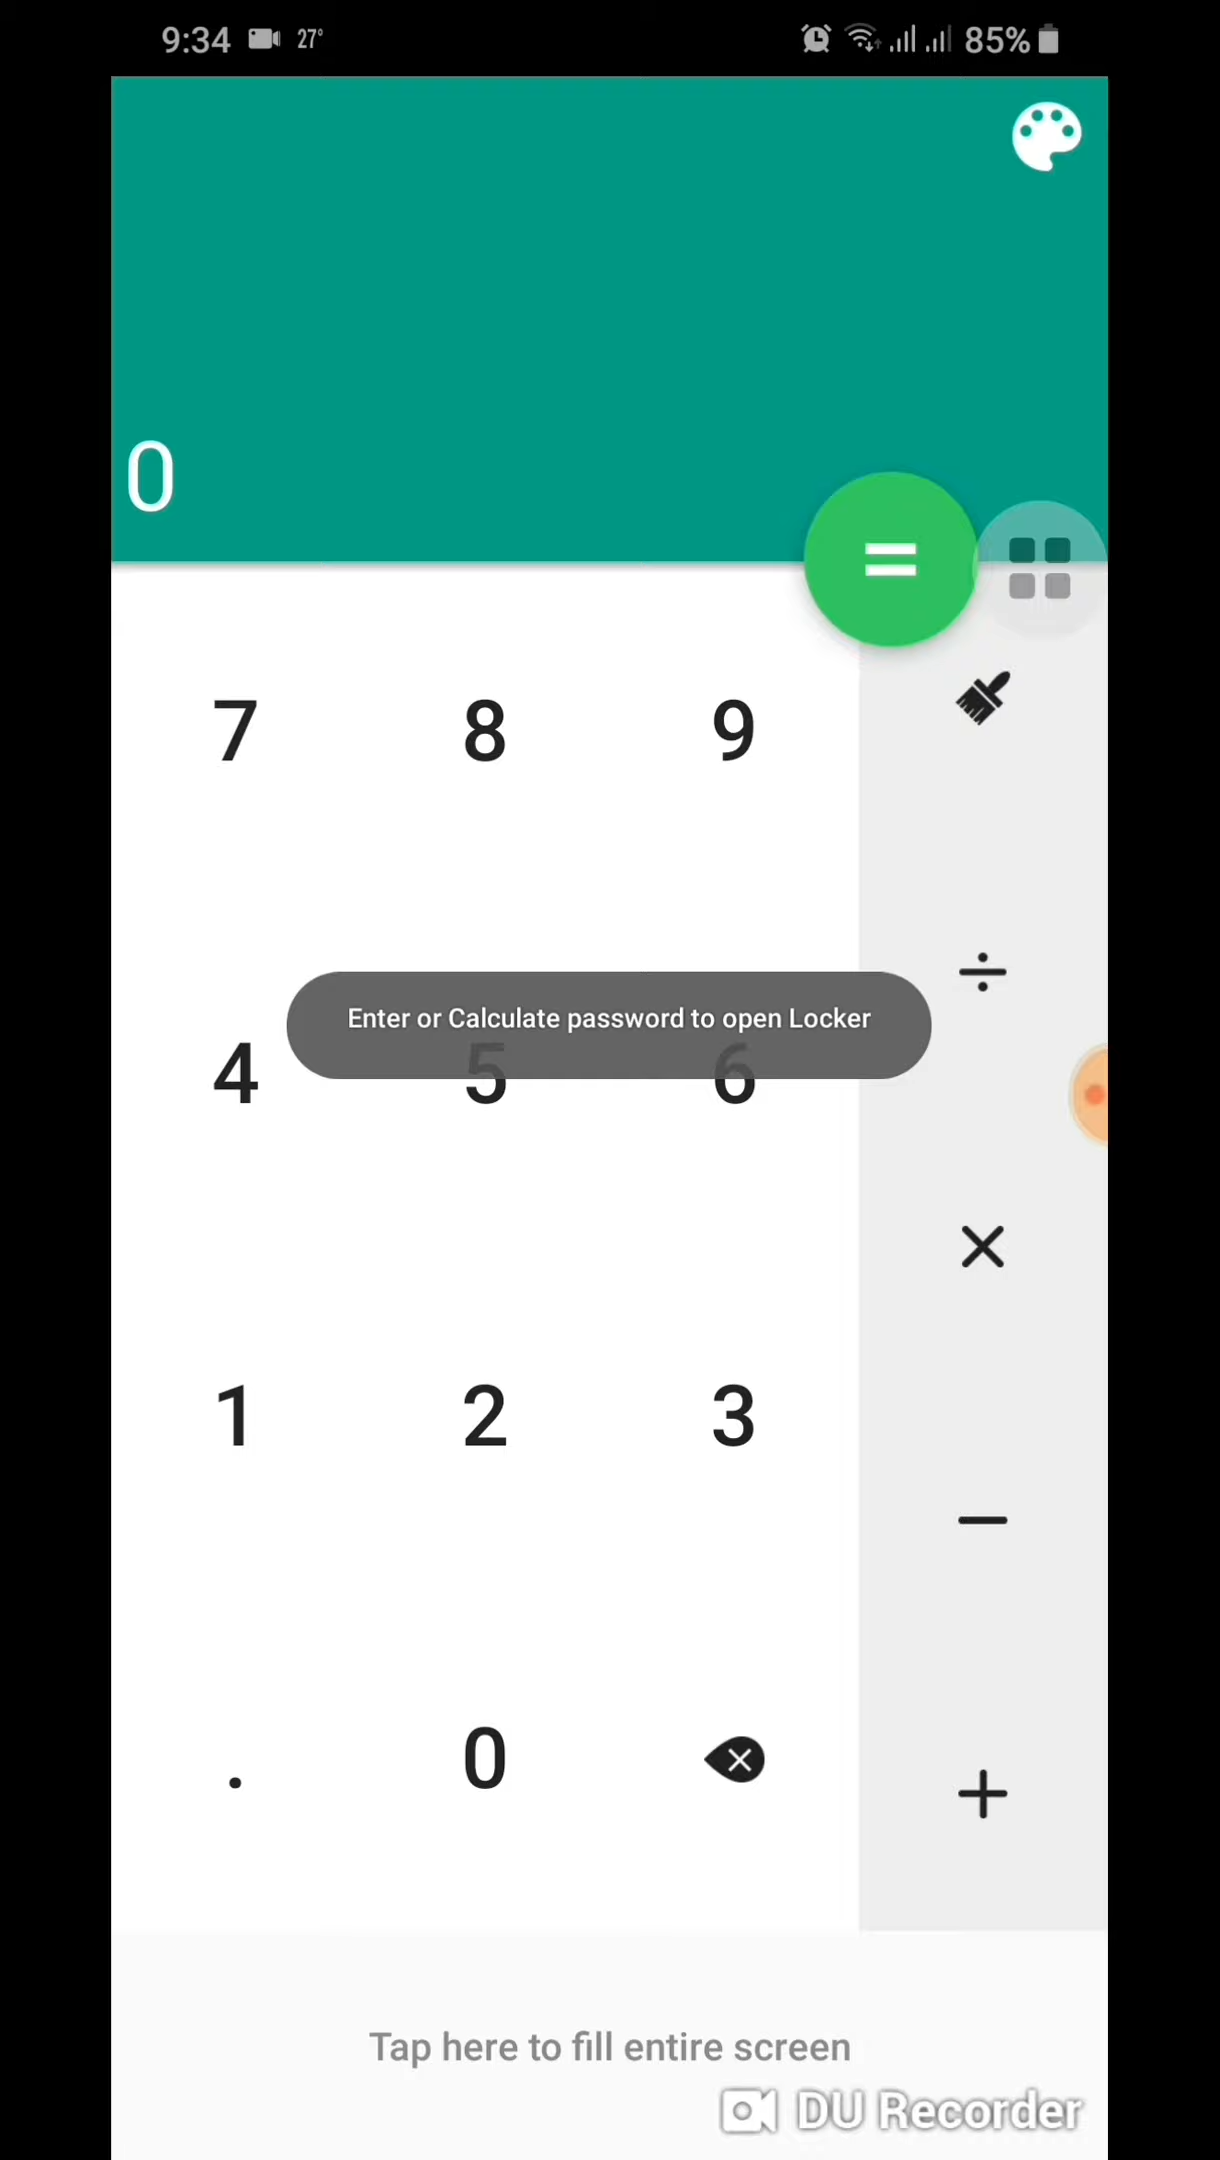 9:34 27° 85%
0
=
7 8 9
÷
Enter or Calculate password to open Locker
4 5 6
×
1 2 3
−
. 0
+
Tap here to fill entire screen
DU Recorder